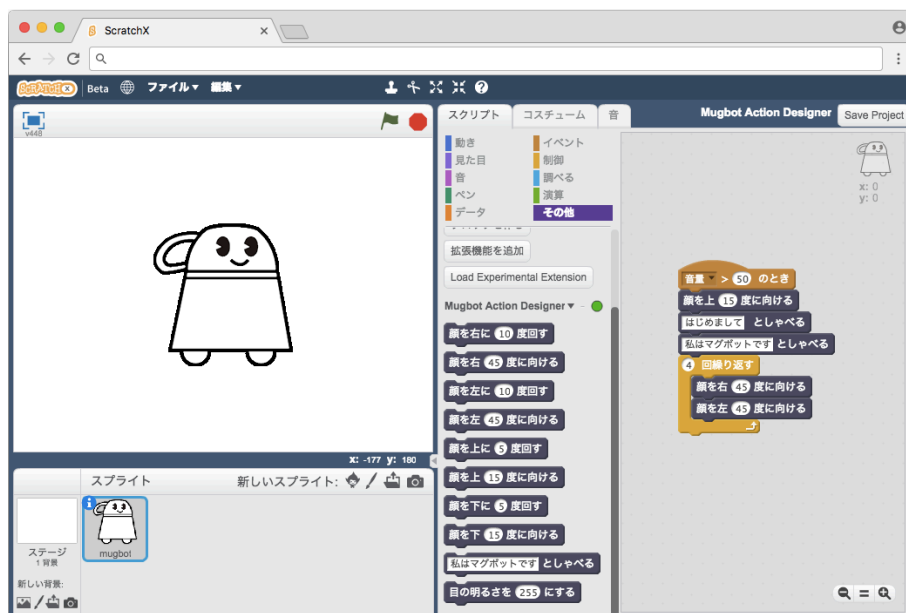 ScratchX
SCRATCHX Beta ファイル 編集
v448
スクリプト コスチューム 音
Mugbot Action Designer Save Project
動き イベント
見た目 制御
音 調べる
ペン 演算
データ その他
拡張機能を追加
Load Experimental Extension
Mugbot Action Designer
顔を右に 10 度回す
顔を右 45 度に向ける
顔を左に 10 度回す
顔を左 45 度に向ける
顔を上に 5 度回す
顔を上 15 度に向ける
顔を下に 5 度回す
顔を下 15 度に向ける
私はマグボットです としゃべる
目の明るさを 255 にする
x: 0
y: 0
音量 > 50 のとき
顔を上 15 度に向ける
はじめまして としゃべる
私はマグボットです としゃべる
4 回繰り返す
顔を右 45 度に向ける
顔を左 45 度に向ける
x: -177 y: 180
スプライト 新しいスプライト:
ステージ
1 背景
新しい背景:
mugbot